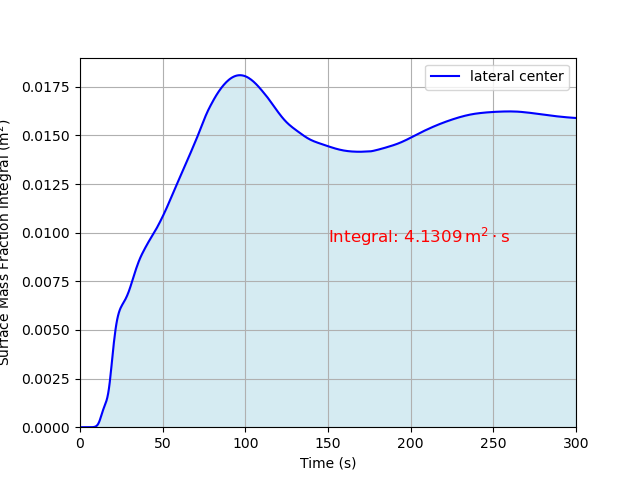 lateral center
0.0175
0.0150
0.0125
0.0100
0.0075
0.0050
0.0025
0.0000
Surface Mass Fraction Integral (m²)
Integral: 4.1309 m² · s
0 50 100 150 200 250 300
Time (s)